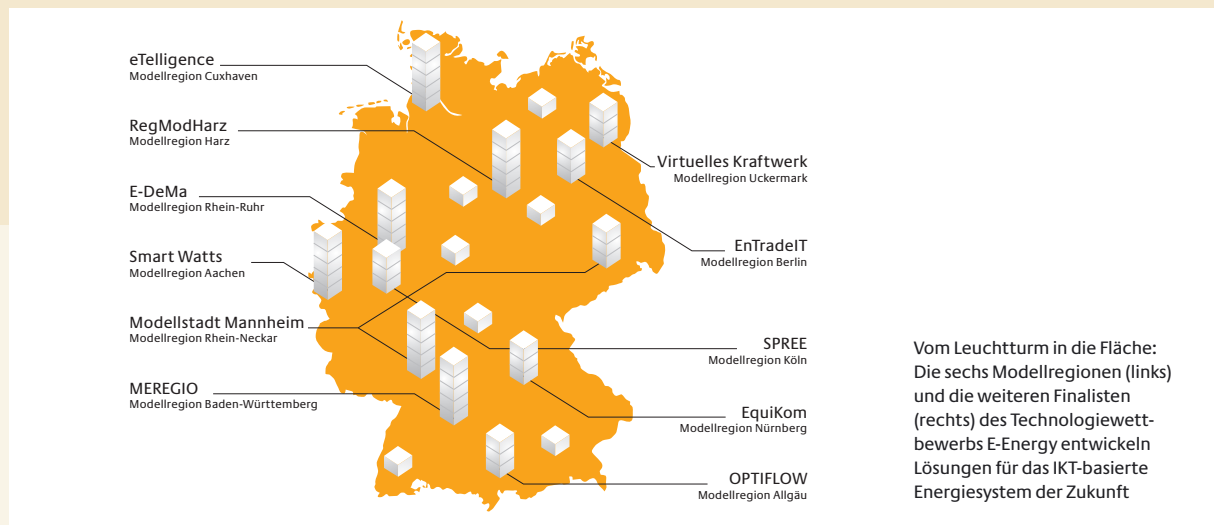 eTelligence
Modellregion Cuxhaven
RegModHarz
Modellregion Harz
E-DeMa
Modellregion Rhein-Ruhr
Smart Watts
Modellregion Aachen
Modellstadt Mannheim
Modellregion Rhein-Neckar
MEREGIO
Modellregion Baden-Württemberg
Virtuelles Kraftwerk
Modellregion Uckermark
EnTradeIT
Modellregion Berlin
SPREE
Modellregion Köln
EquiKom
Modellregion Nürnberg
OPTIFLOW
Modellregion Allgäu
Vom Leuchtturm in die Fläche:
Die sechs Modellregionen (links)
und die weiteren Finalisten
(rechts) des Technologiewett-
bewerbs E-Energy entwickeln
Lösungen für das IKT-basierte
Energiesystem der Zukunft